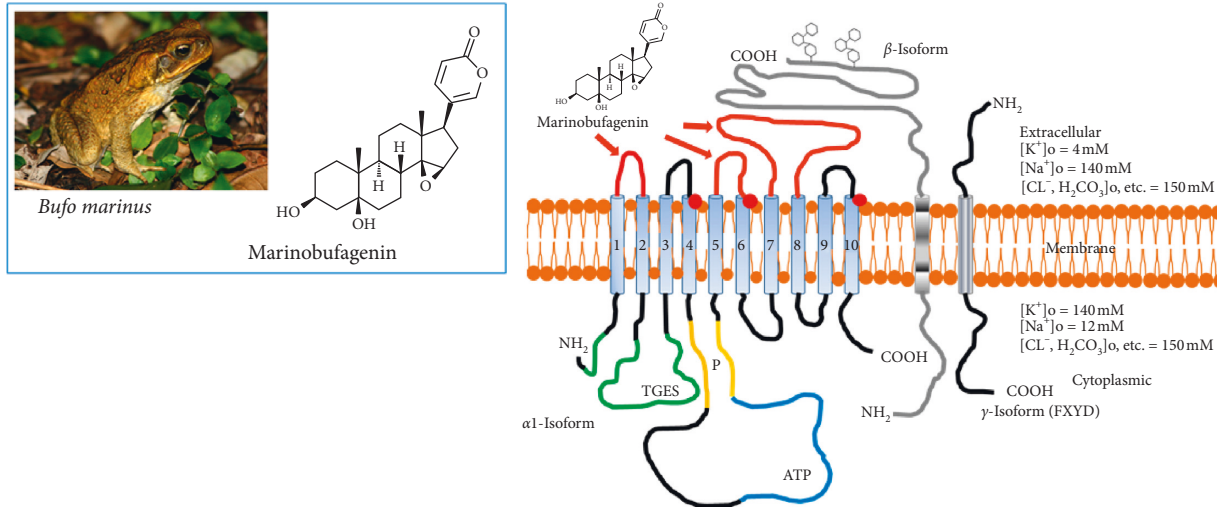 Bufo marinus
O
O
H
H
H
O
HO
OH
Marinobufagenin
O
O
H
H
H
O
HO
OH
Marinobufagenin
COOH
β-Isoform
NH₂
Extracellular
[K⁺]o = 4 mM
[Na⁺]o = 140 mM
[CL⁻, H₂CO₃]o, etc. = 150 mM
1 2 3 4 5 6 7 8 9 10
Membrane
[K⁺]o = 140 mM
[Na⁺]o = 12 mM
[CL⁻, H₂CO₃]o, etc. = 150 mM
NH₂
P
COOH
TGES
Cytoplasmic
COOH
α1-Isoform
NH₂
γ-Isoform (FXYD)
ATP